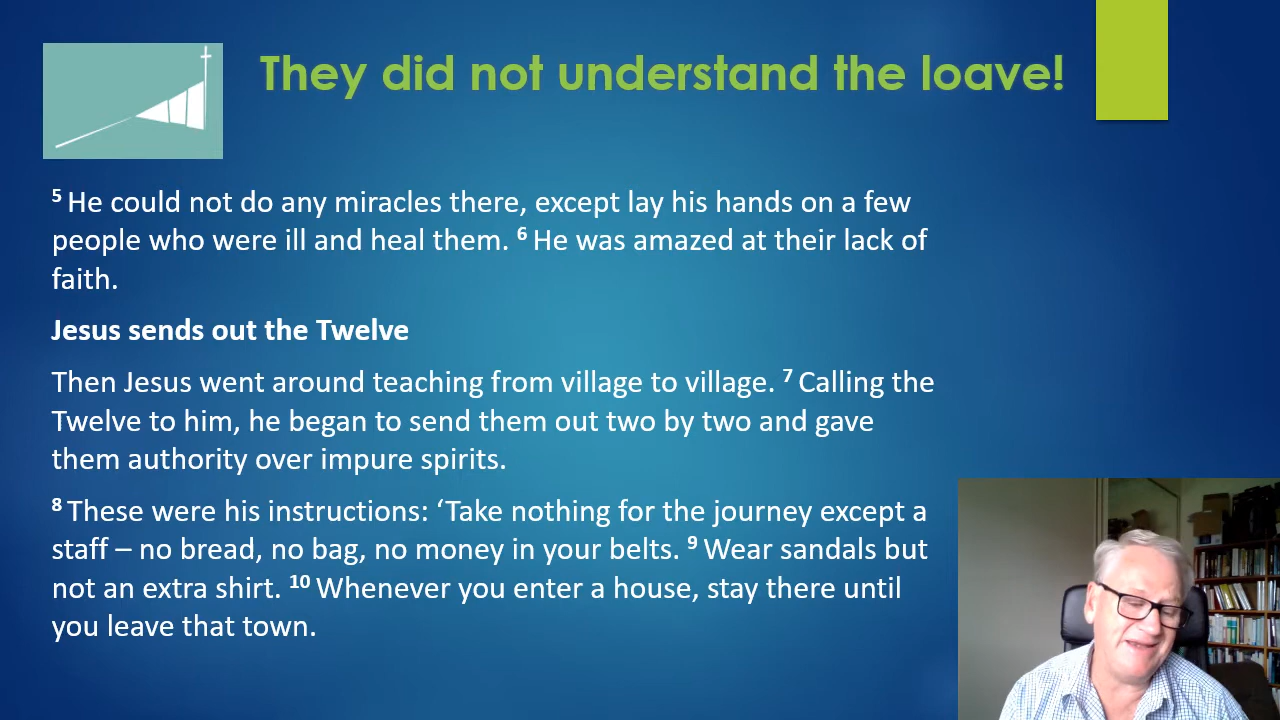 They did not understand the loave!
⁵ He could not do any miracles there, except lay his hands on a few
people who were ill and heal them. ⁶ He was amazed at their lack of
faith.
Jesus sends out the Twelve
Then Jesus went around teaching from village to village. ⁷ Calling the
Twelve to him, he began to send them out two by two and gave
them authority over impure spirits.
⁸ These were his instructions: ‘Take nothing for the journey except a
staff – no bread, no bag, no money in your belts. ⁹ Wear sandals but
not an extra shirt. ¹⁰ Whenever you enter a house, stay there until
you leave that town.